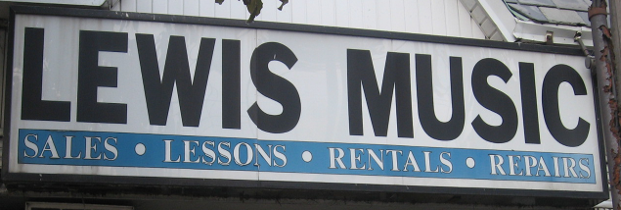 LEWIS MUSIC
SALES • LESSONS • RENTALS • REPAIRS